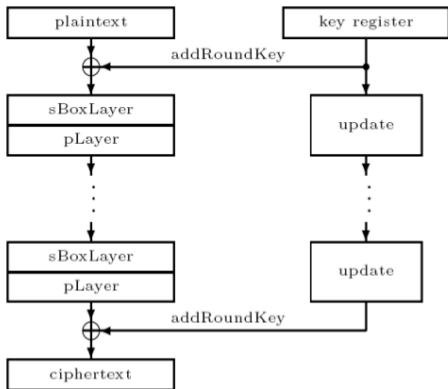 plaintext
key register
addRoundKey
sBoxLayer
pLayer
update
sBoxLayer
pLayer
update
addRoundKey
ciphertext